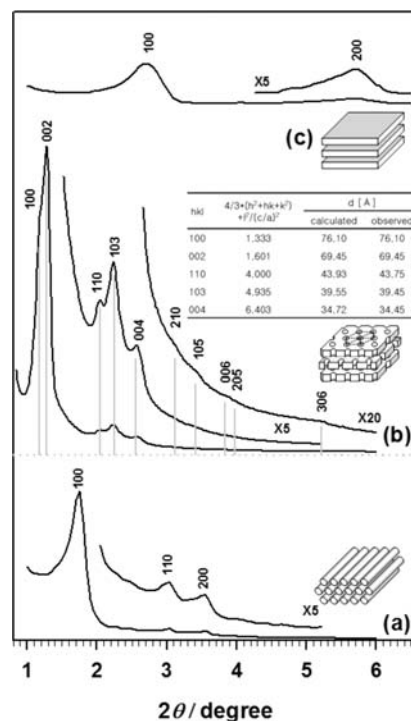 100
200
X5
(c)
002
100
hkl 4/3*(h²+hk+k²)+l²/(c/a)² d [Å]
calculated observed
100 1.333 76.10 76.10
002 1.601 69.45 69.45
110 4.000 43.93 43.75
103 4.935 39.55 39.45
004 6.403 34.72 34.45
103
110
004
210
105
006
205
306
X5
X20
(b)
100
110
200
X5
(a)
1 2 3 4 5 6
2θ / degree